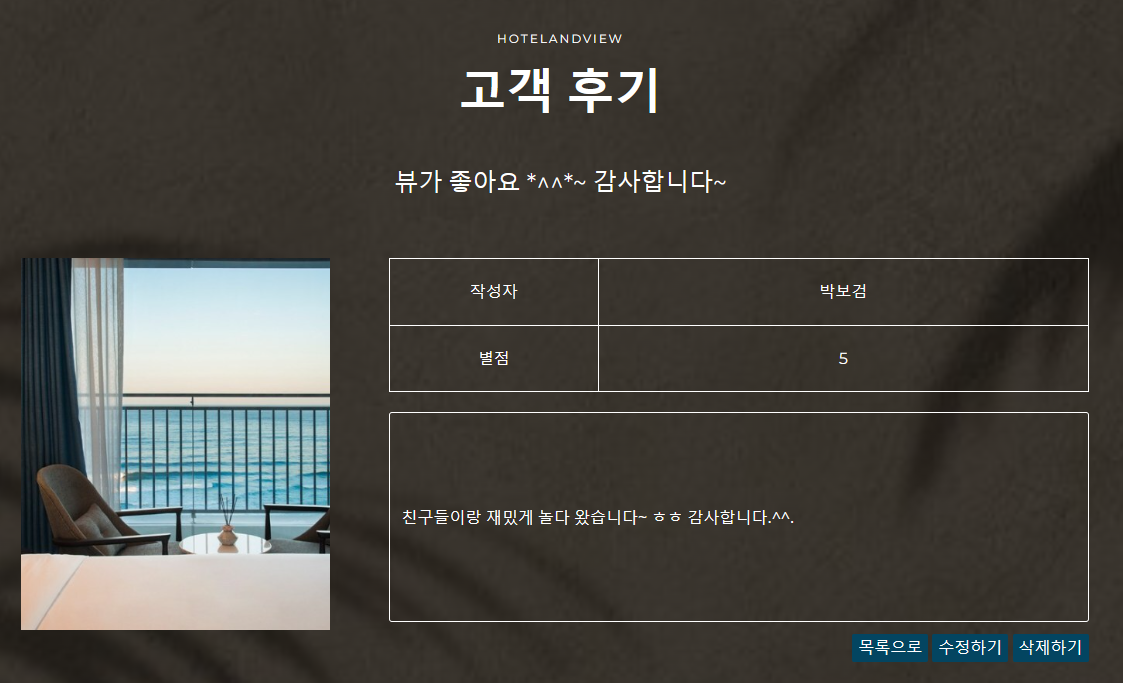 HOTELANDVIEW
고객 후기
뷰가 좋아요 *^^*~ 감사합니다~
작성자 박보검
별점 5
친구들이랑 재밌게 놀다 왔습니다~ ㅎㅎ 감사합니다.^^.
목록으로 수정하기 삭제하기